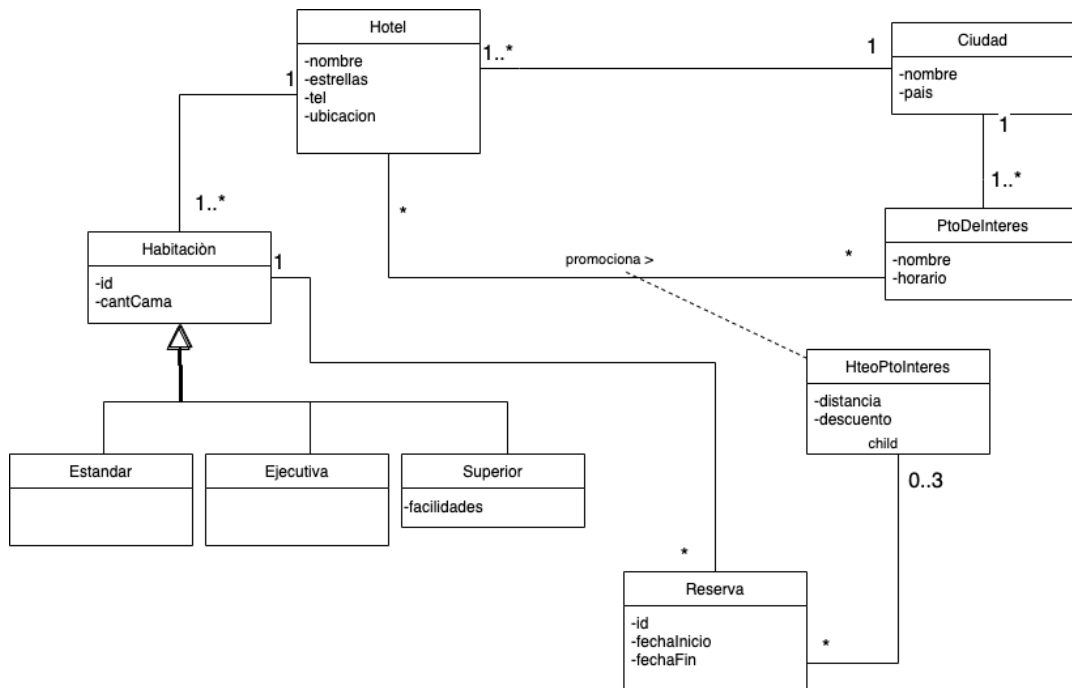 Hotel
-nombre
-estrellas
-tel
-ubicacion
1..*
1
Ciudad
-nombre
-pais
1
1
1..*
1..*
*
Habitaciòn
-id
-cantCama
1
promociona >
*
PtoDeInteres
-nombre
-horario
HteoPtoInteres
-distancia
-descuento
child
0..3
Estandar
Ejecutiva
Superior
-facilidades
*
Reserva
-id
-fechaInicio
-fechaFin
*